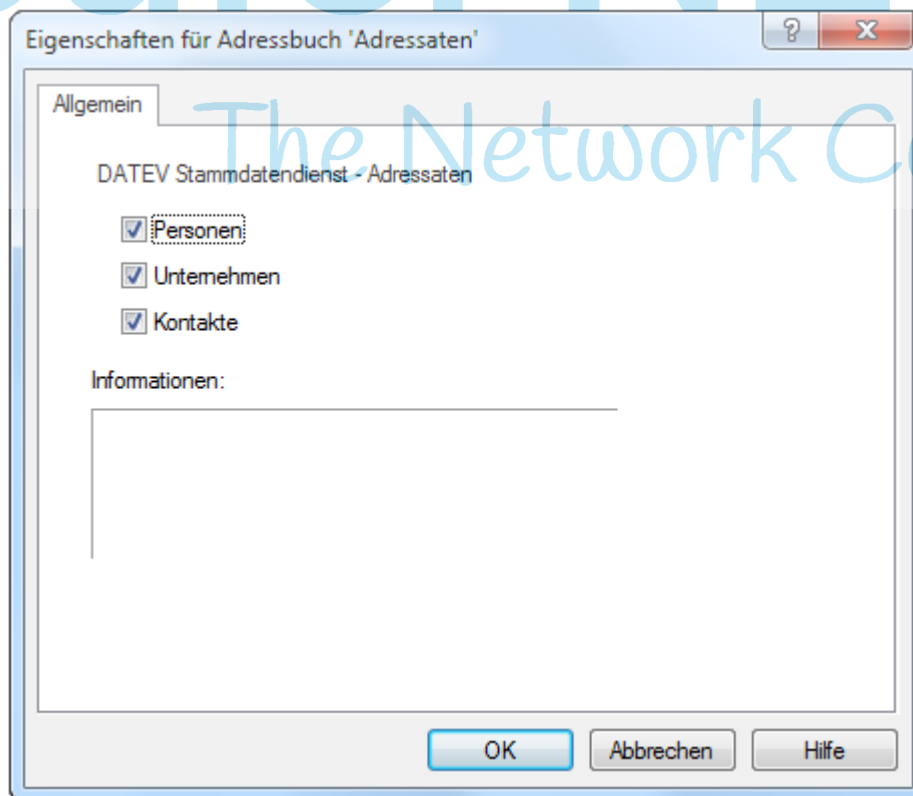 Eigenschaften für Adressbuch 'Adressaten'
Allgemein
The Network
DATEV Stammdatendienst - Adressaten
Personen
Unternehmen
Kontakte
Informationen:
OK
Abbrechen
Hilfe